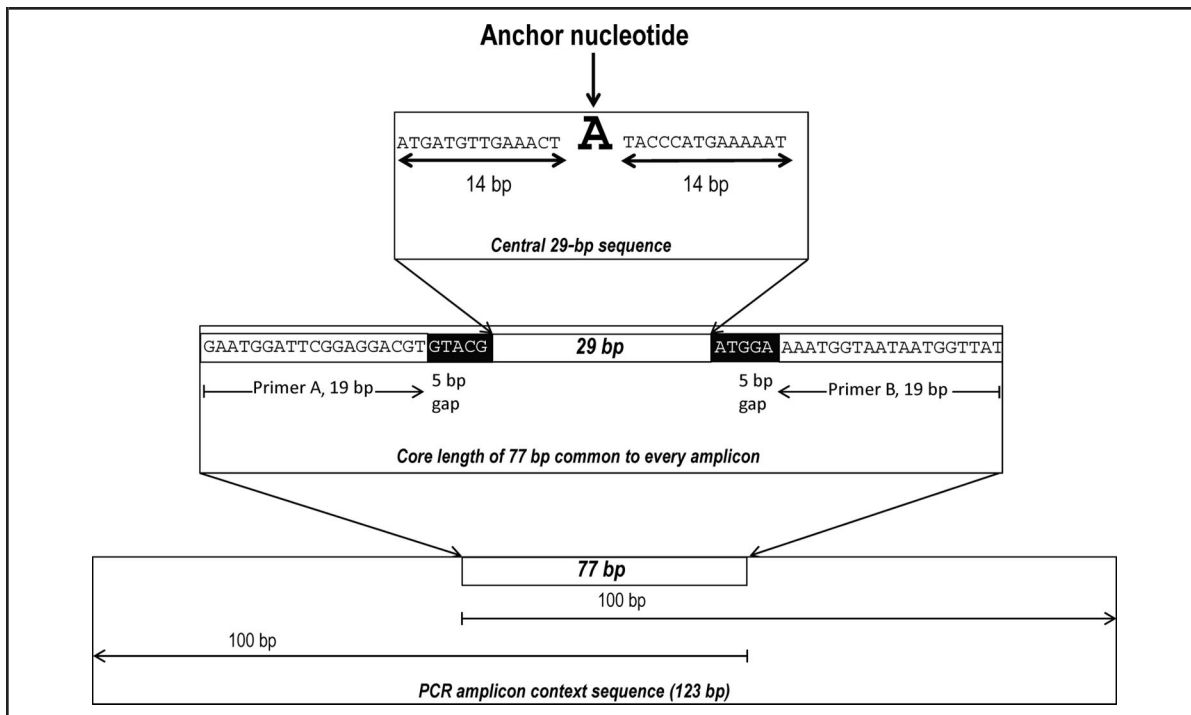 Anchor nucleotide
ATGATGTTGAAACT A TACCCATGAAAAAT
14 bp 14 bp
Central 29-bp sequence
GAATGGATTCGGAGGACGT GTACG 29 bp ATGGA AAATGGTAATAATGGTTAT
Primer A, 19 bp 5 bp gap 5 bp gap Primer B, 19 bp
Core length of 77 bp common to every amplicon
77 bp
100 bp
100 bp
PCR amplicon context sequence (123 bp)